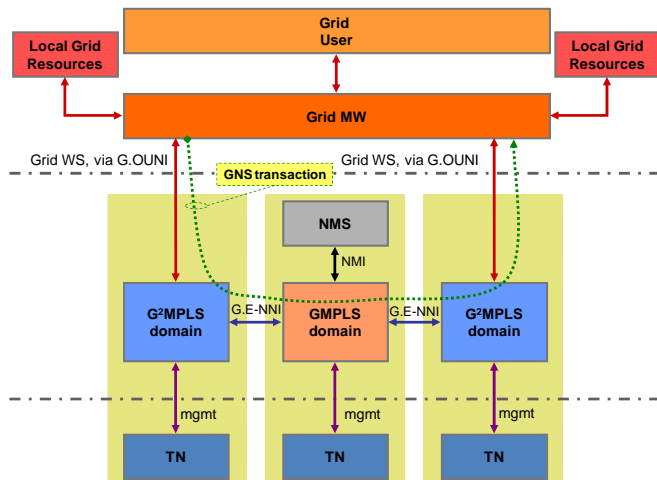 Grid
User
Local Grid
Resources
Local Grid
Resources
Grid MW
Grid WS, via G.OUNI
Grid WS, via G.OUNI
GNS transaction
NMS
NMI
G²MPLS
domain
G.E-NNI
GMPLS
domain
G.E-NNI
G²MPLS
domain
mgmt
mgmt
mgmt
TN
TN
TN